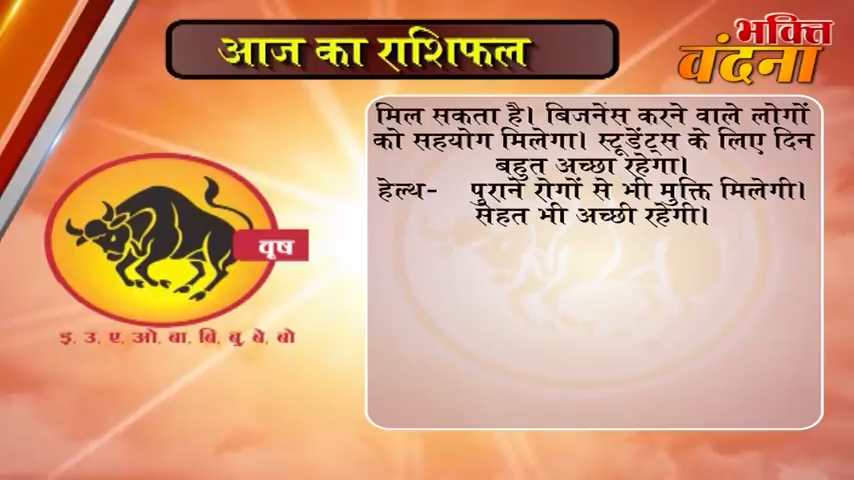 आज का राशिफल
भक्ति
वंदना
मिल सकता है। बिजनेस करने वाले लोगों
को सहयोग मिलेगा। स्टूडेंट्स के लिए दिन
बहुत अच्छा रहेगा।
हेल्थ- पुराने रोगों से भी मुक्ति मिलेगी।
सेहत भी अच्छी रहेगी।
वृष
इ, उ, ए, ओ, बा, बि, बु, बे, बो